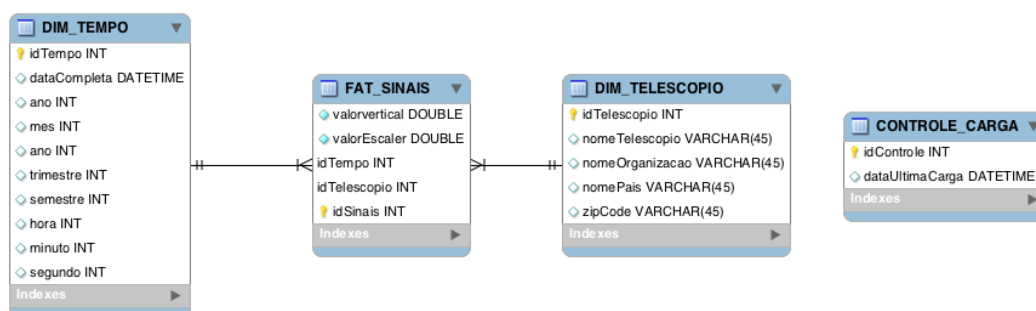 DIM_TEMPO
idTempo INT
dataCompleta DATETIME
ano INT
mes INT
ano INT
trimestre INT
semestre INT
hora INT
minuto INT
segundo INT
Indexes
FAT_SINAIS
valorvertical DOUBLE
valorEscaler DOUBLE
idTempo INT
idTelescopio INT
idSinais INT
Indexes
DIM_TELESCOPIO
idTelescopio INT
nomeTelescopio VARCHAR(45)
nomeOrganizacao VARCHAR(45)
nomePais VARCHAR(45)
zipCode VARCHAR(45)
Indexes
CONTROLE_CARGA
idControle INT
dataUltimaCarga DATETIME
Indexes